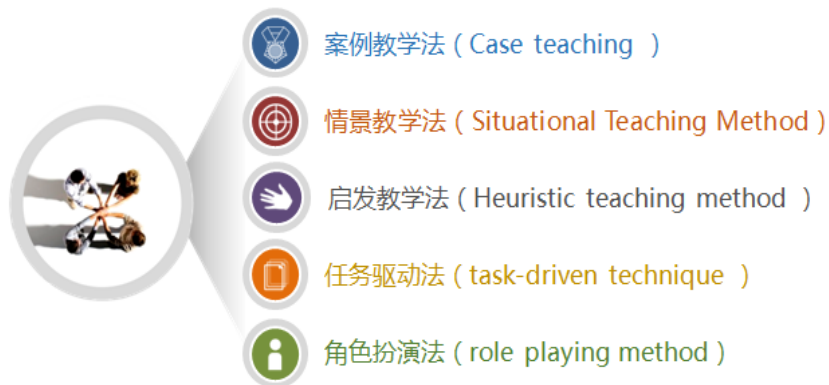 案例教学法（Case teaching ）
情景教学法（Situational Teaching Method）
启发教学法（Heuristic teaching method ）
任务驱动法（task-driven technique ）
角色扮演法（role playing method）